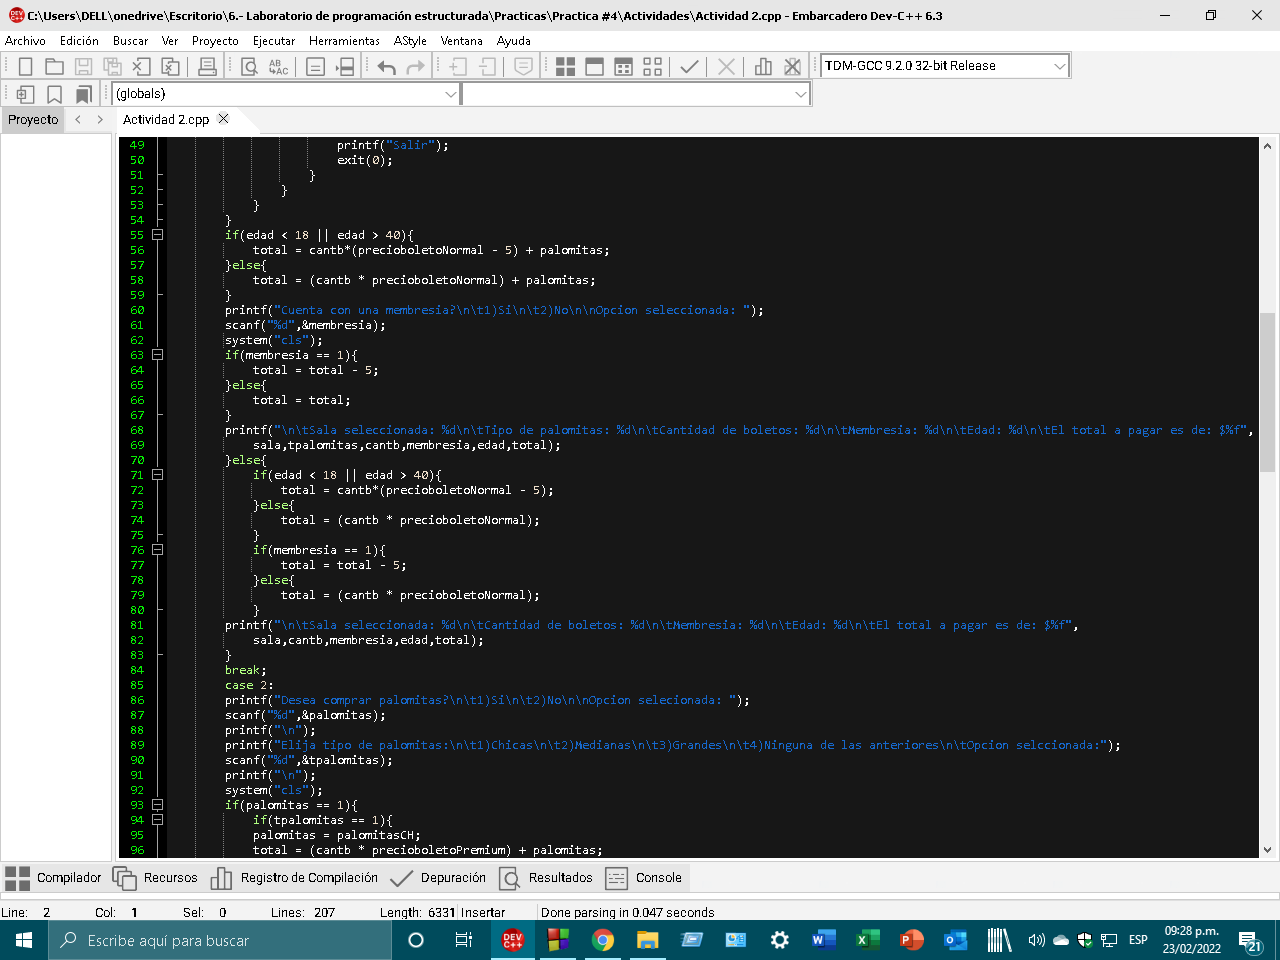 C:\Users\DELL\onedrive\Escritorio\6.- Laboratorio de programación estructurada\Practicas\Practica #4\Actividades\Actividad 2.cpp - Embarcadero Dev-C++ 6.3
Archivo Edición Buscar Ver Proyecto Ejecutar Herramientas AStyle Ventana Ayuda
TDM-GCC 9.2.0 32-bit Release
(globals)
Proyecto Actividad 2.cpp
49 printf("Salir");
50 exit(0);
51 }
52 }
53 }
54 }
55 if(edad < 18 || edad > 40){
56 total = cantb*(precioboletoNormal - 5) + palomitas;
57 }else{
58 total = (cantb * precioboletoNormal) + palomitas;
59 }
60 printf("Cuenta con una membresia?\n\t1)Si\n\t2)No\n\nOpcion seleccionada: ");
61 scanf("%d",&membresia);
62 system("cls");
63 if(membresia == 1){
64 total = total - 5;
65 }else{
66 total = total;
67 }
68 printf("\n\tSala seleccionada: %d\n\tTipo de palomitas: %d\n\tCantidad de boletos: %d\n\tMembresia: %d\n\tEdad: %d\n\tEl total a pagar es de: $%f",
69 sala,tpalomitas,cantb,membresia,edad,total);
70 }else{
71 if(edad < 18 || edad > 40){
72 total = cantb*(precioboletoNormal - 5);
73 }else{
74 total = (cantb * precioboletoNormal);
75 }
76 if(membresia == 1){
77 total = total - 5;
78 }else{
79 total = (cantb * precioboletoNormal);
80 }
81 printf("\n\tSala seleccionada: %d\n\tCantidad de boletos: %d\n\tMembresia: %d\n\tEdad: %d\n\tEl total a pagar es de: $%f",
82 sala,cantb,membresia,edad,total);
83 }
84 break;
85 case 2:
86 printf("Desea comprar palomitas?\n\t1)Si\n\t2)No\n\nOpcion selecionada: ");
87 scanf("%d",&palomitas);
88 printf("\n");
89 printf("Elija tipo de palomitas:\n\t1)Chicas\n\t2)Medianas\n\t3)Grandes\n\t4)Ninguna de las anteriores\n\tOpcion selccionada:");
90 scanf("%d",&tpalomitas);
91 printf("\n");
92 system("cls");
93 if(palomitas == 1){
94 if(tpalomitas == 1){
95 palomitas = palomitasCH;
96 total = (cantb * precioboletoPremium) + palomitas;
Compilador Recursos Registro de Compilación Depuración Resultados Console
Line: 2 Col: 1 Sel: 0 Lines: 207 Length: 6331 Insertar Done parsing in 0.047 seconds
Escribe aquí para buscar
DEV C++
ESP
09:28 p.m.
23/02/2022
21